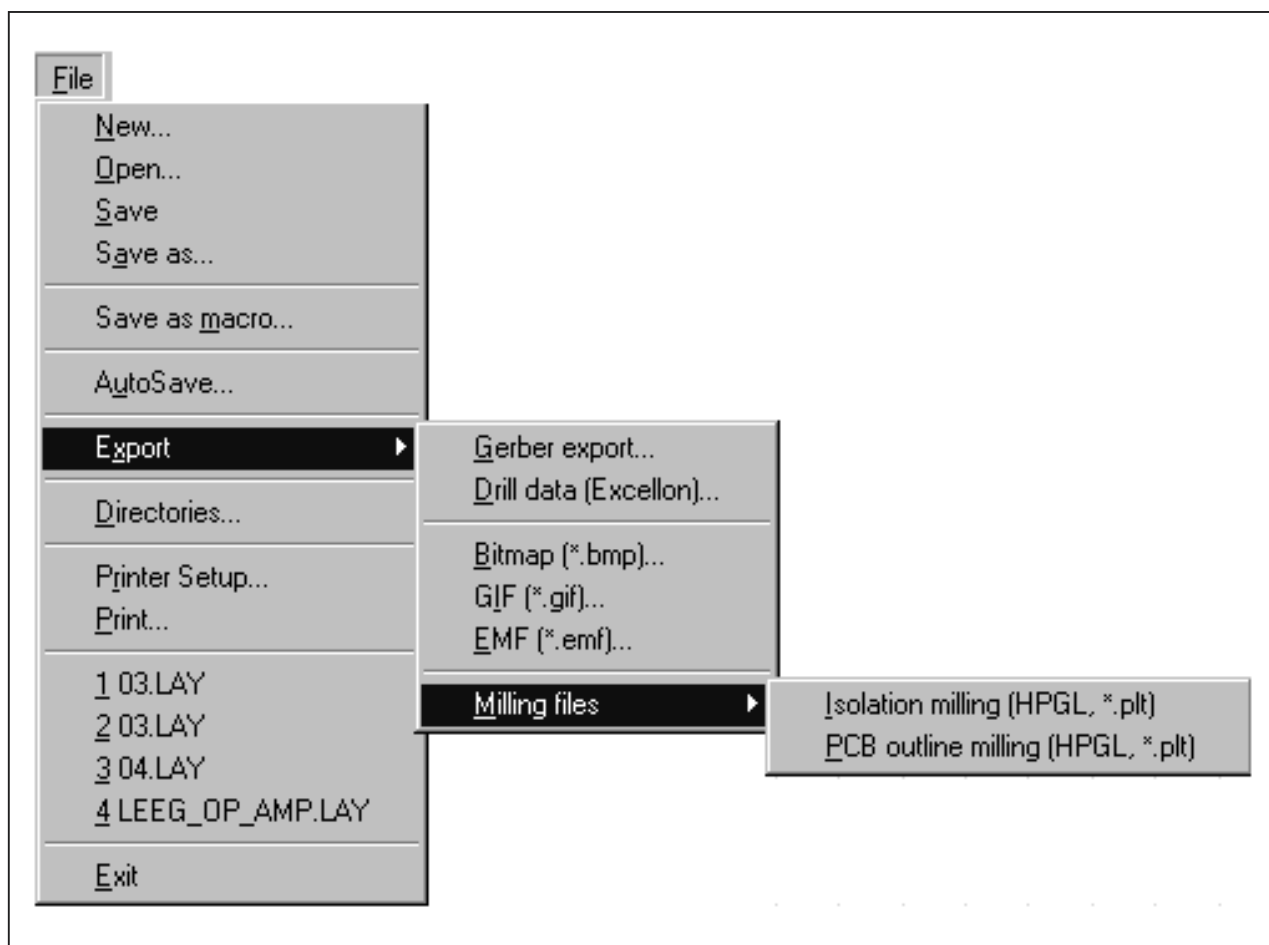 File
New...
Open...
Save
Save as...
Save as macro...
AutoSave...
Export
Directories...
Printer Setup...
Print...
1 03.LAY
2 03.LAY
3 04.LAY
4 LEEG_OP_AMP.LAY
Exit
Gerber export...
Drill data (Excellon)...
Bitmap (*.bmp)...
GIF (*.gif)...
EMF (*.emf)...
Milling files
Isolation milling (HPGL, *.plt)
PCB outline milling (HPGL, *.plt)